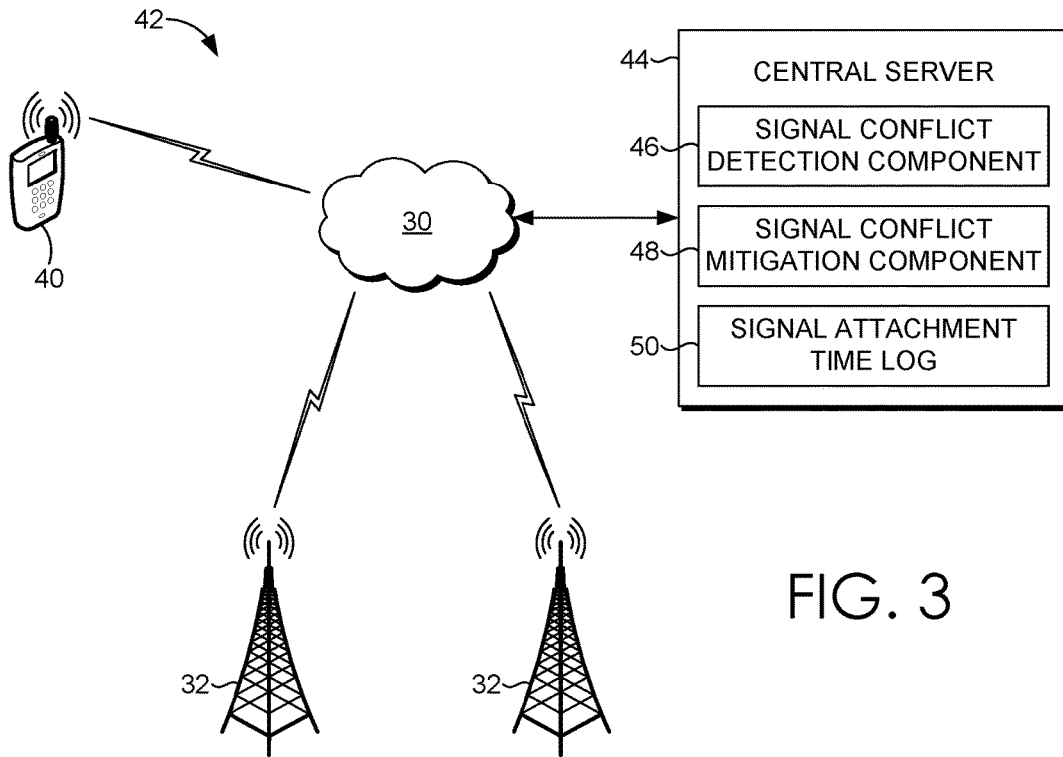 42
44
CENTRAL SERVER
46
SIGNAL CONFLICT
DETECTION COMPONENT
48
SIGNAL CONFLICT
MITIGATION COMPONENT
50
SIGNAL ATTACHMENT
TIME LOG
30
40
32
32
FIG. 3